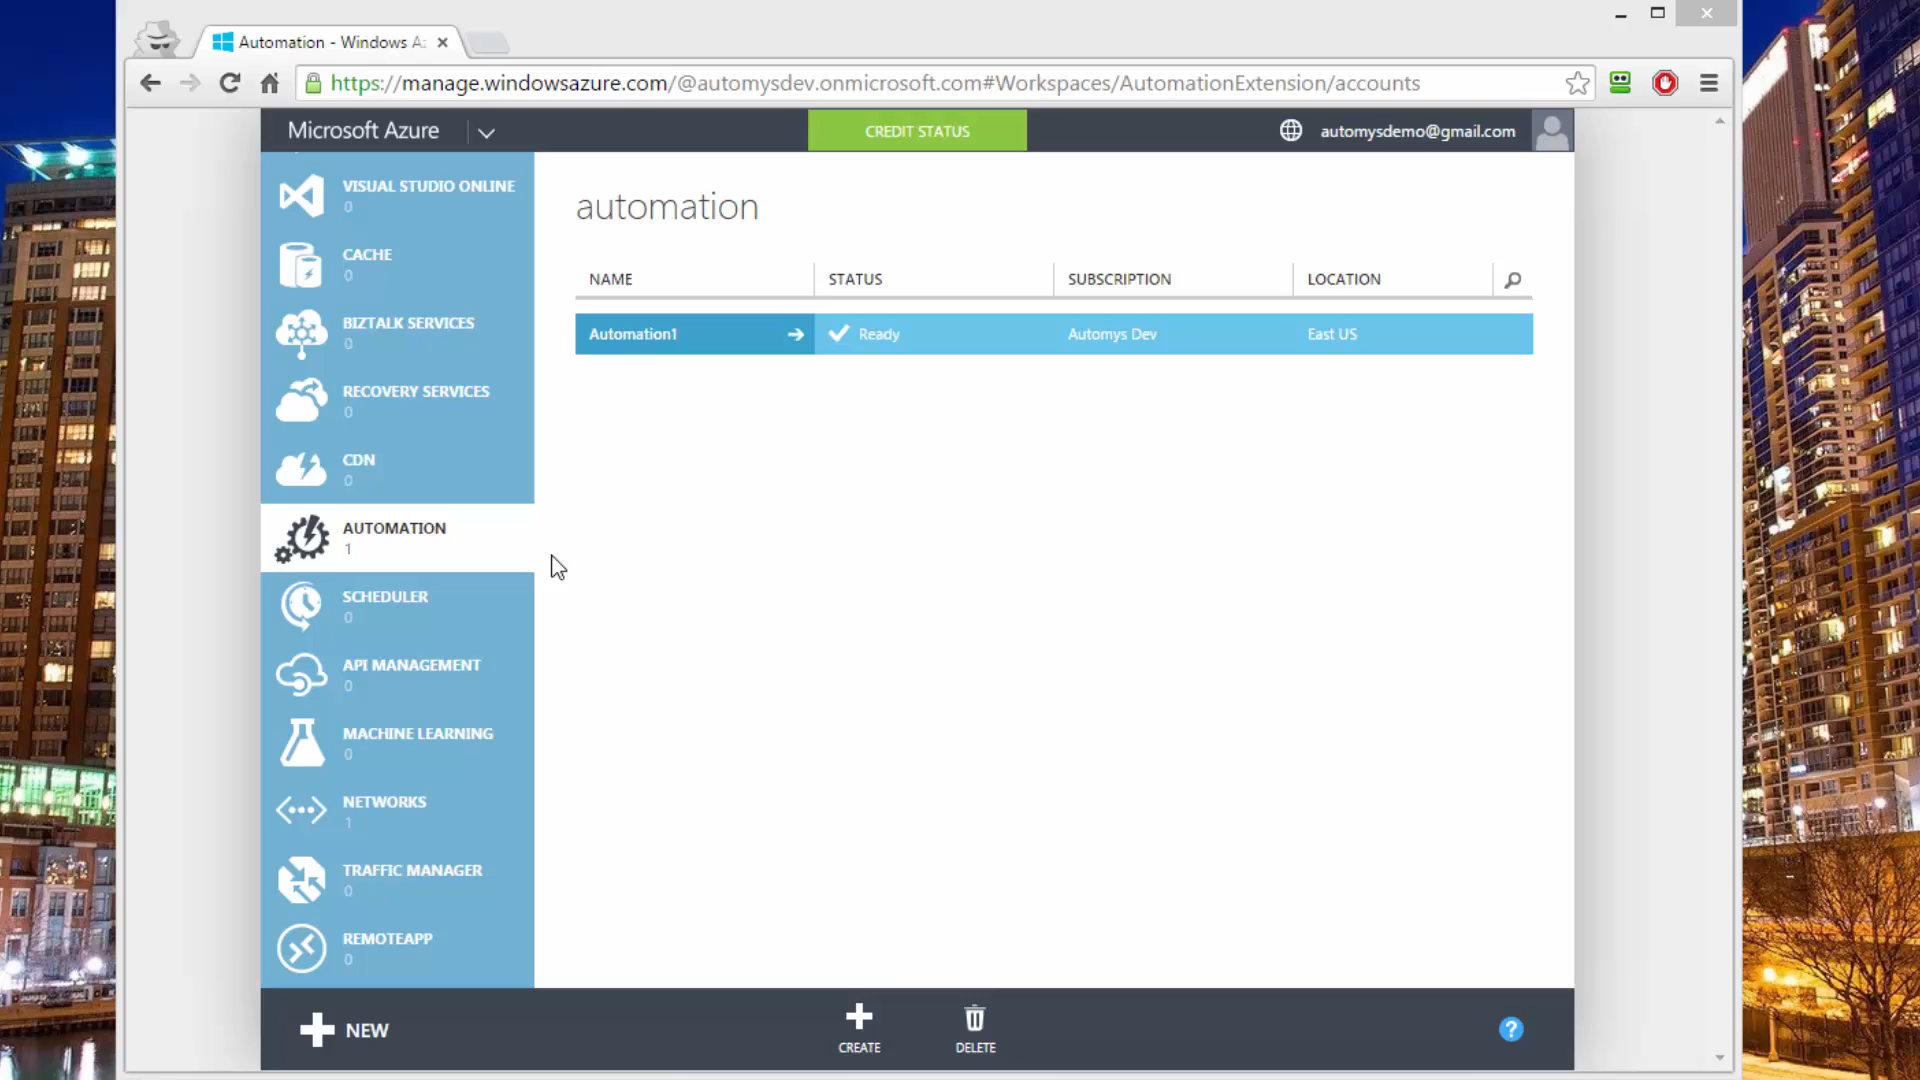 Automation - Windows Az
https://manage.windowsazure.com/@automysdev.onmicrosoft.com#Workspaces/AutomationExtension/accounts
Microsoft Azure
CREDIT STATUS
automysdemo@gmail.com
VISUAL STUDIO ONLINE
0
CACHE
0
BIZTALK SERVICES
0
RECOVERY SERVICES
0
CDN
0
AUTOMATION
1
SCHEDULER
0
API MANAGEMENT
0
MACHINE LEARNING
0
NETWORKS
1
TRAFFIC MANAGER
0
REMOTEAPP
0
automation
NAME STATUS SUBSCRIPTION LOCATION
Automation1 Ready Automys Dev East US
NEW
CREATE
DELETE
?